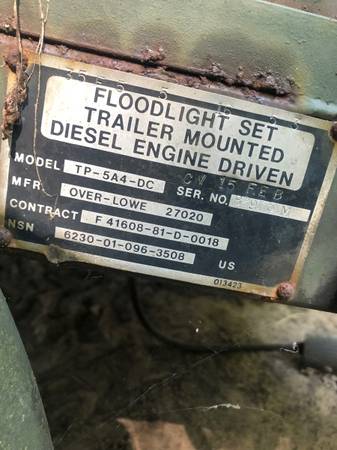 FLOODLIGHT SET
TRAILER MOUNTED
DIESEL ENGINE DRIVEN
MODEL TP-5A4-DC SER. NO.
MFR. OVER-LOWE 27020
CONTRACT F 41608-81-D-0018
NSN 6230-01-096-3508 US
013423